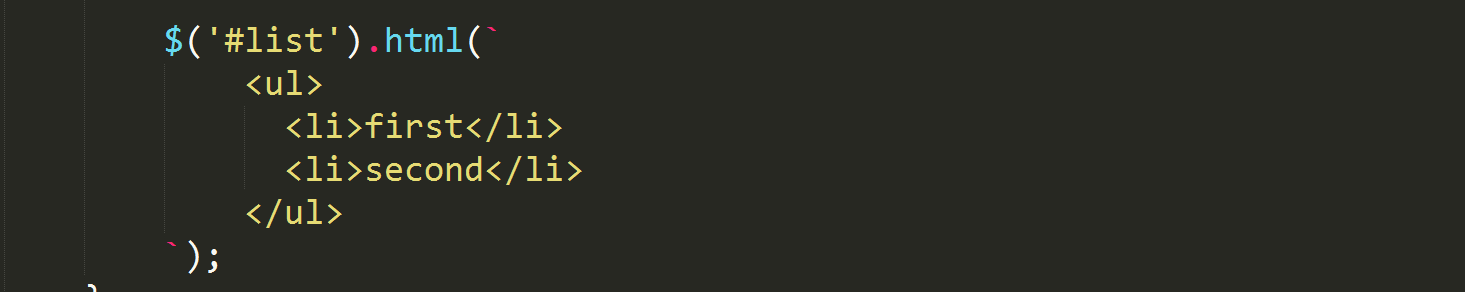 $('#list').html(`
<ul>
<li>first</li>
<li>second</li>
</ul>
`);
}